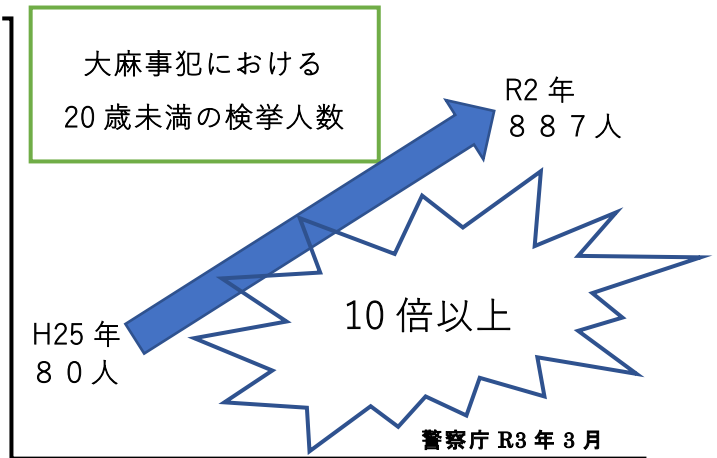 大麻事犯における
20歳未満の検挙人数
R2年
８８７人
10倍以上
H25年
８０人
警察庁R3年3月